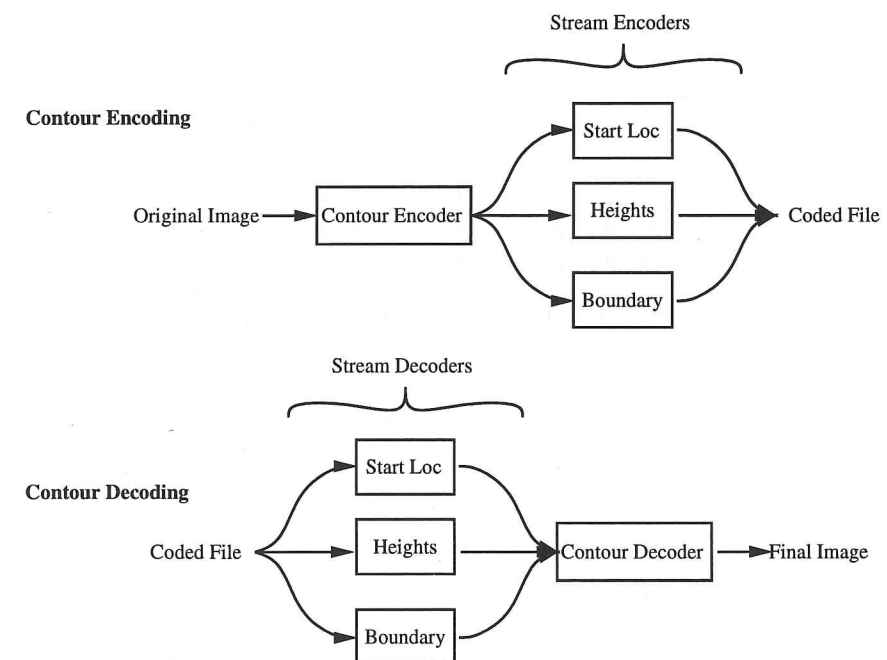 Stream Encoders
Contour Encoding
Start Loc
Original Image
Contour Encoder
Heights
Coded File
Boundary
Stream Decoders
Start Loc
Contour Decoding
Coded File
Heights
Contour Decoder
Final Image
Boundary